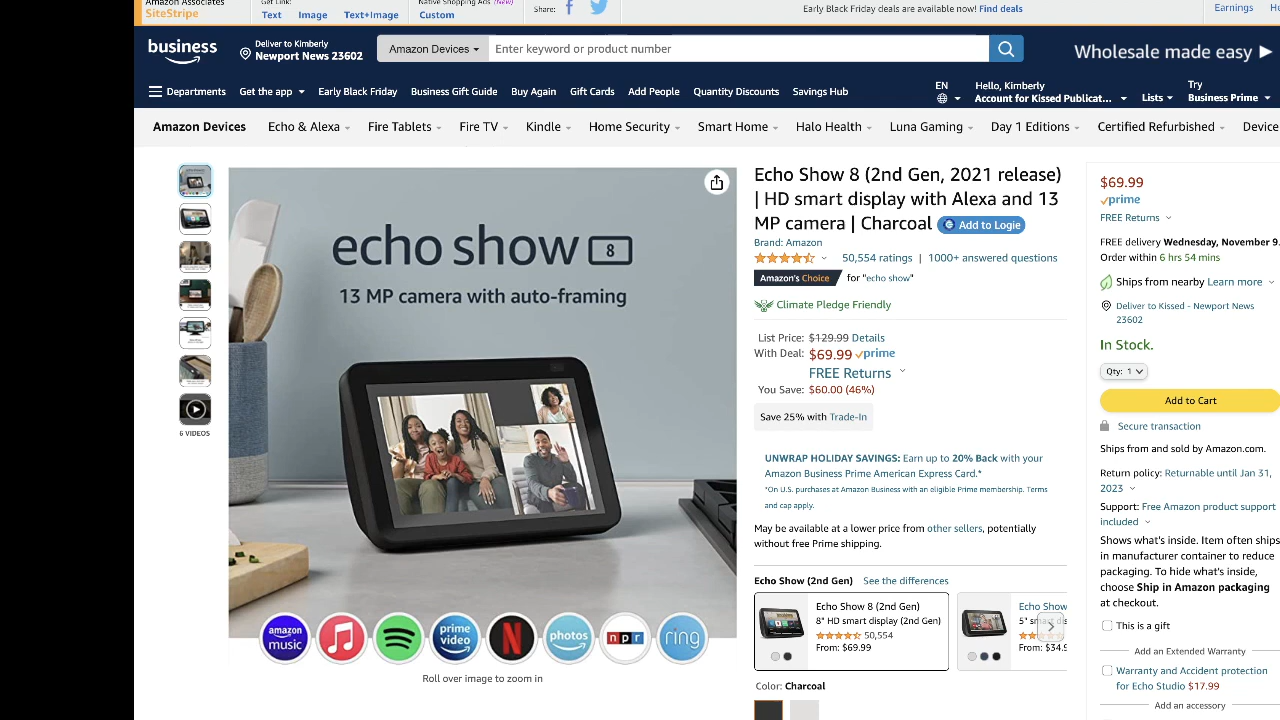 Amazon Associates
SiteStripe
Get Link:
Text Image Text+Image
Native Shopping Ads (New)
Custom
Share:
Early Black Friday deals are available now! Find deals
Earnings
business
Deliver to Kimberly
Newport News 23602
Amazon Devices
Enter keyword or product number
Wholesale made easy ▶
Departments
Get the app
Early Black Friday
Business Gift Guide
Buy Again
Gift Cards
Add People
Quantity Discounts
Savings Hub
EN
Hello, Kimberly
Account for Kissed Publicat...
Lists
Try
Business Prime
Amazon Devices
Echo & Alexa
Fire Tablets
Fire TV
Kindle
Home Security
Smart Home
Halo Health
Luna Gaming
Day 1 Editions
Certified Refurbished
Device
6 VIDEOS
echo show 8
13 MP camera with auto-framing
amazon music
prime video
N
photos
npr
ring
Roll over image to zoom in
Echo Show 8 (2nd Gen, 2021 release)
| HD smart display with Alexa and 13
MP camera | Charcoal Add to Logie
Brand: Amazon
50,554 ratings | 1000+ answered questions
Amazon's Choice for "echo show"
Climate Pledge Friendly
List Price: $129.99 Details
With Deal: $69.99 prime
FREE Returns
You Save: $60.00 (46%)
Save 25% with Trade-In
UNWRAP HOLIDAY SAVINGS: Earn up to 20% Back with your
Amazon Business Prime American Express Card.*
*On U.S. purchases at Amazon Business with an eligible Prime membership. Terms
and cap apply.
May be available at a lower price from other sellers, potentially
without free Prime shipping.
Echo Show (2nd Gen) See the differences
Echo Show 8 (2nd Gen)
8" HD smart display (2nd Gen)
50,554
From: $69.99
Echo Show
5" sma
From: $34.9
Color: Charcoal
$69.99
prime
FREE Returns
FREE delivery Wednesday, November 9.
Order within 6 hrs 54 mins
Ships from nearby Learn more
Deliver to Kissed - Newport News
23602
In Stock.
Qty: 1
Add to Cart
Secure transaction
Ships from and sold by Amazon.com.
Return policy: Returnable until Jan 31,
2023
Support: Free Amazon product support
included
Shows what's inside. Item often ships
in manufacturer container to reduce
packaging. To hide what's inside,
choose Ship in Amazon packaging
at checkout.
This is a gift
Add an Extended Warranty
Warranty and Accident protection
for Echo Studio $17.99
Add an accessory